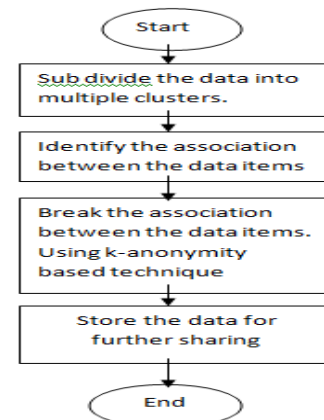 Start
Sub divide the data into
multiple clusters.
Identify the association
between the data items
Break the association
between the data items.
Using k-anonymity
based technique
Store the data for
further sharing
End